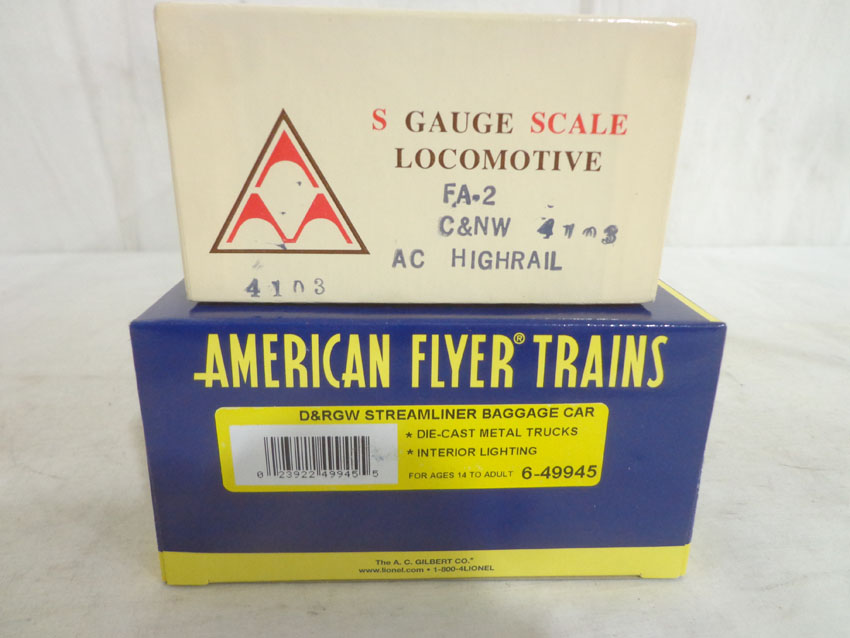 S GAUGE SCALE
LOCOMOTIVE
FA-2
C&NW 4103
AC HIGHRAIL
4103
AMERICAN FLYER® TRAINS
D&RGW STREAMLINER BAGGAGE CAR
* DIE-CAST METAL TRUCKS
* INTERIOR LIGHTING
0 23922 49945 5
FOR AGES 14 TO ADULT 6-49945
The A. C. GILBERT CO.™
www.lionel.com • 1-800-4LIONEL